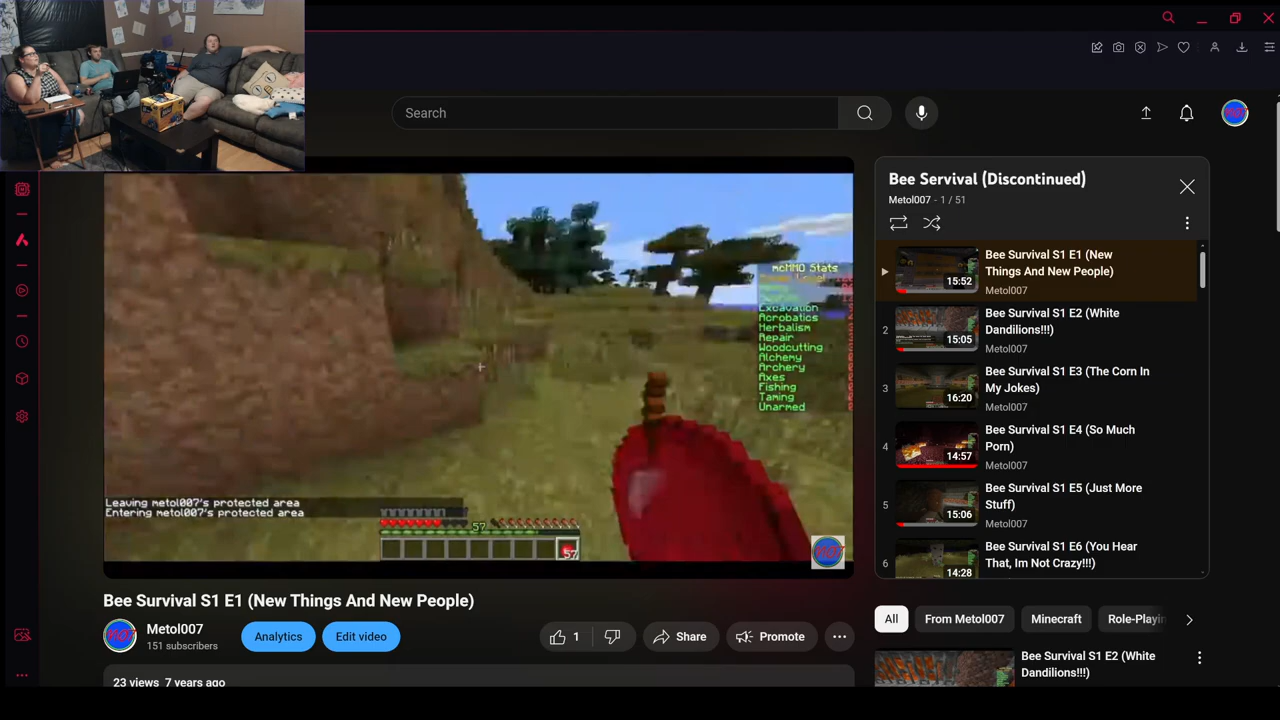 Search
Bee Servival (Discontinued)
Metol007 - 1 / 51
Bee Survival S1 E1 (New
Things And New People)
Metol007
15:52
2
Bee Survival S1 E2 (White
Dandilions!!!)
Metol007
15:05
3
Bee Survival S1 E3 (The Corn In
My Jokes)
Metol007
16:20
4
Bee Survival S1 E4 (So Much
Porn)
Metol007
14:57
5
Bee Survival S1 E5 (Just More
Stuff)
Metol007
15:06
6
Bee Survival S1 E6 (You Hear
That, Im Not Crazy!!!)
14:28
mcMMO Stats
Excavation
Acrobatics
Herbalism
Repair
Woodcutting
Alchemy
Archery
Axes
Fishing
Taming
Unarmed
Leaving metol007's protected area
Entering metol007's protected area
57
57
Bee Survival S1 E1 (New Things And New People)
Metol007
151 subscribers
Analytics
Edit video
1
Share
Promote
23 views 7 years ago
All
From Metol007
Minecraft
Role-Playin
Bee Survival S1 E2 (White
Dandilions!!!)